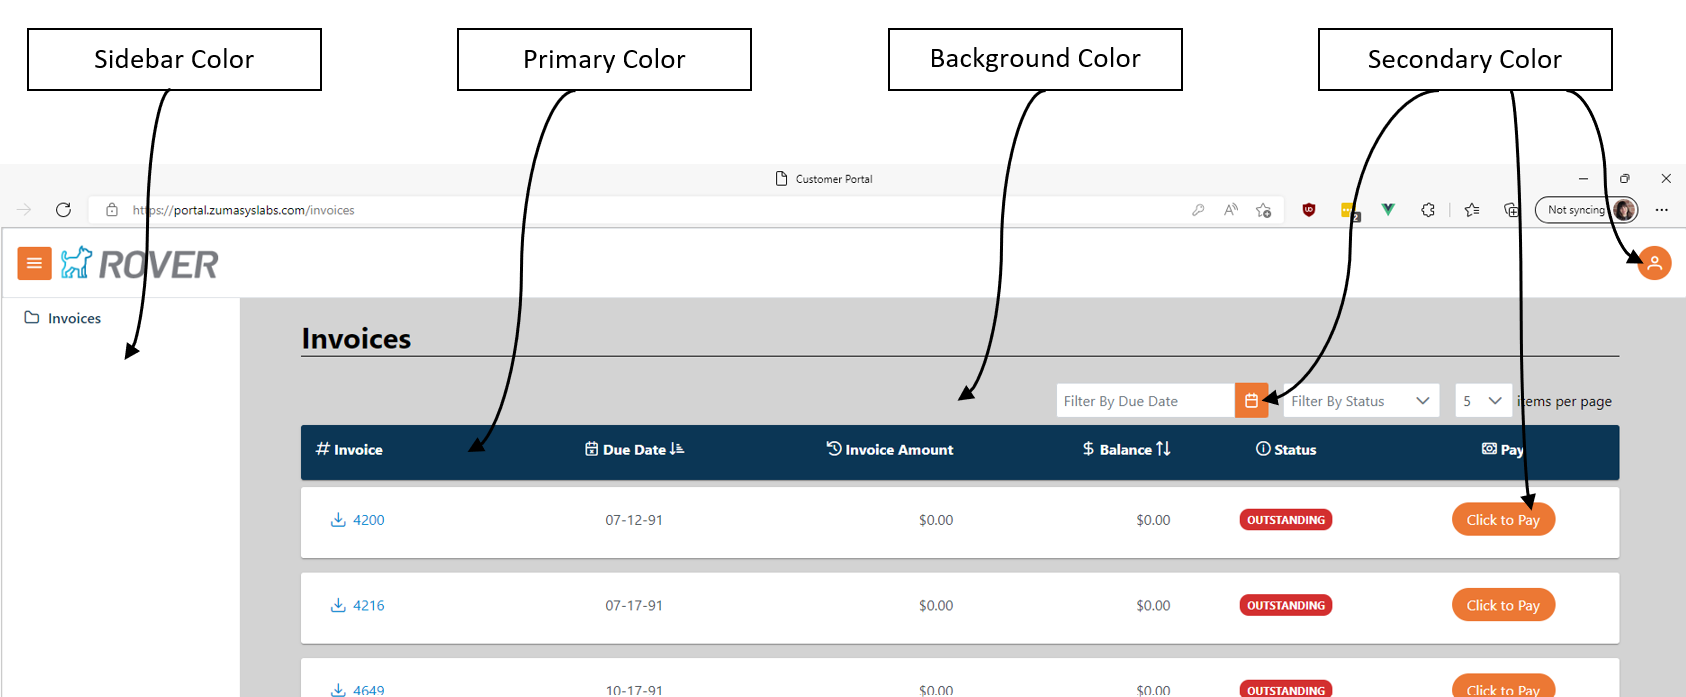 Sidebar Color
Primary Color
Background Color
Secondary Color
Customer Portal
https://portal.zumasyslabs.com/invoices
2
Not syncing
ROVER
Invoices
Invoices
Filter By Due Date
Filter By Status
5
items per page
# Invoice
Due Date
Invoice Amount
$ Balance
Status
Pay
4200 07-12-91 $0.00 $0.00 OUTSTANDING Click to Pay
4216 07-17-91 $0.00 $0.00 OUTSTANDING Click to Pay
4649 10-17-91 $0.00 $0.00 OUTSTANDING Click to Pay